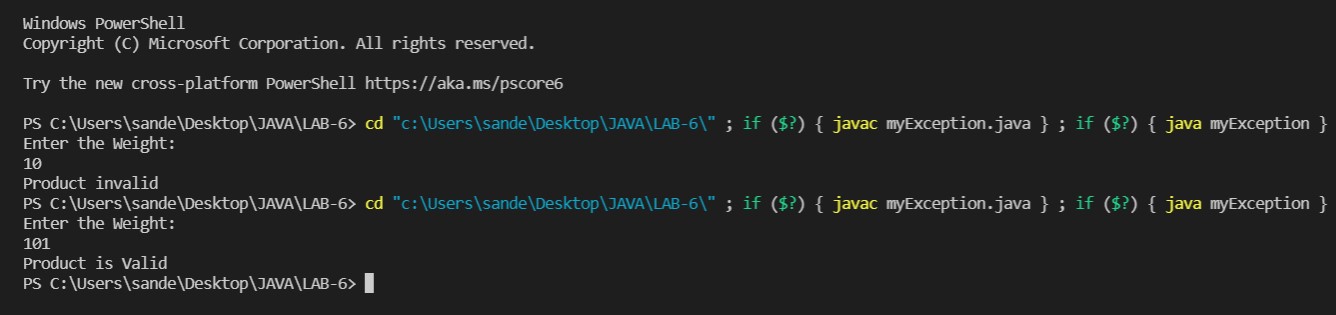 Windows PowerShell
Copyright (C) Microsoft Corporation. All rights reserved.
Try the new cross-platform PowerShell https://aka.ms/pscore6
PS C:\Users\sande\Desktop\JAVA\LAB-6> cd "c:\Users\sande\Desktop\JAVA\LAB-6\" ; if ($?) { javac myException.java } ; if ($?) { java myException }
Enter the Weight:
10
Product invalid
PS C:\Users\sande\Desktop\JAVA\LAB-6> cd "c:\Users\sande\Desktop\JAVA\LAB-6\" ; if ($?) { javac myException.java } ; if ($?) { java myException }
Enter the Weight:
101
Product is Valid
PS C:\Users\sande\Desktop\JAVA\LAB-6>